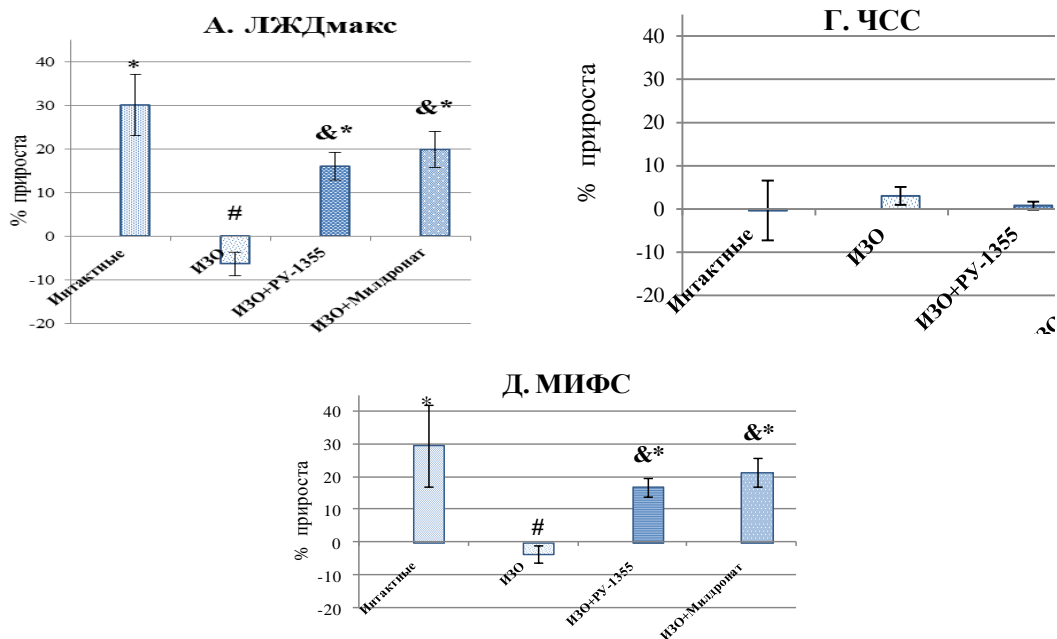 А. ЛЖДмакс
% прироста
40
30
20
10
0
-10
-20
*
#
&*
&*
Интактные
ИЗО
ИЗО+РУ-1355
ИЗО+Милдронат
Г. ЧСС
% прироста
40
30
20
10
0
-10
-20
Интактные
ИЗО
ИЗО+РУ-1355
Д. МИФС
% прироста
40
30
20
10
0
-10
-20
*
#
&*
&*
Интактные
ИЗО
ИЗО+РУ-1355
ИЗО+Милдронат